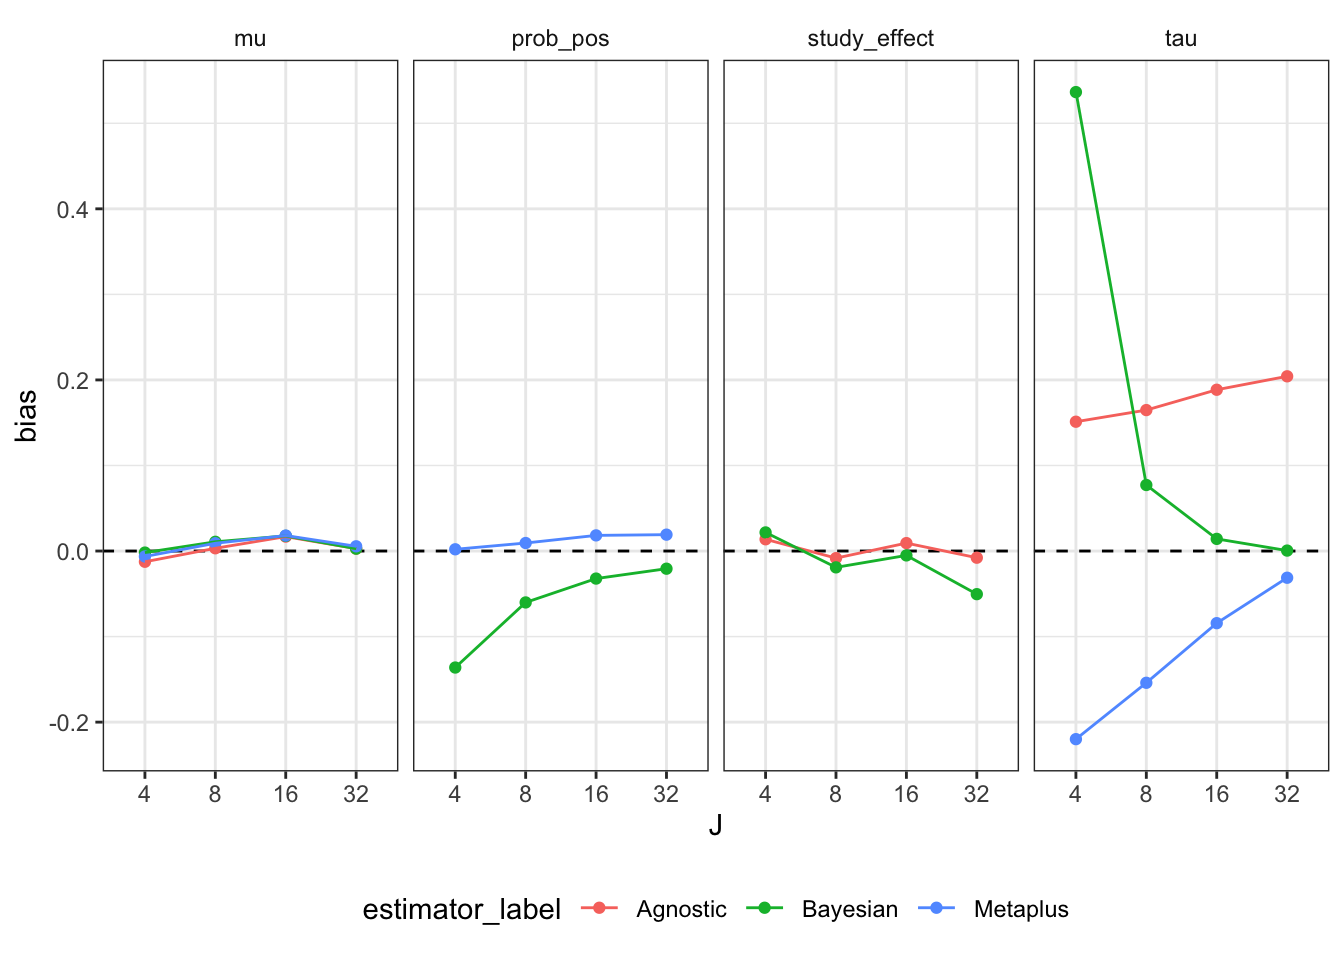 mu prob_pos study_effect tau
0.4
0.2
0.0
-0.2
bias
4 8 16 32 4 8 16 32 4 8 16 32 4 8 16 32
J
estimator_label Agnostic Bayesian Metaplus